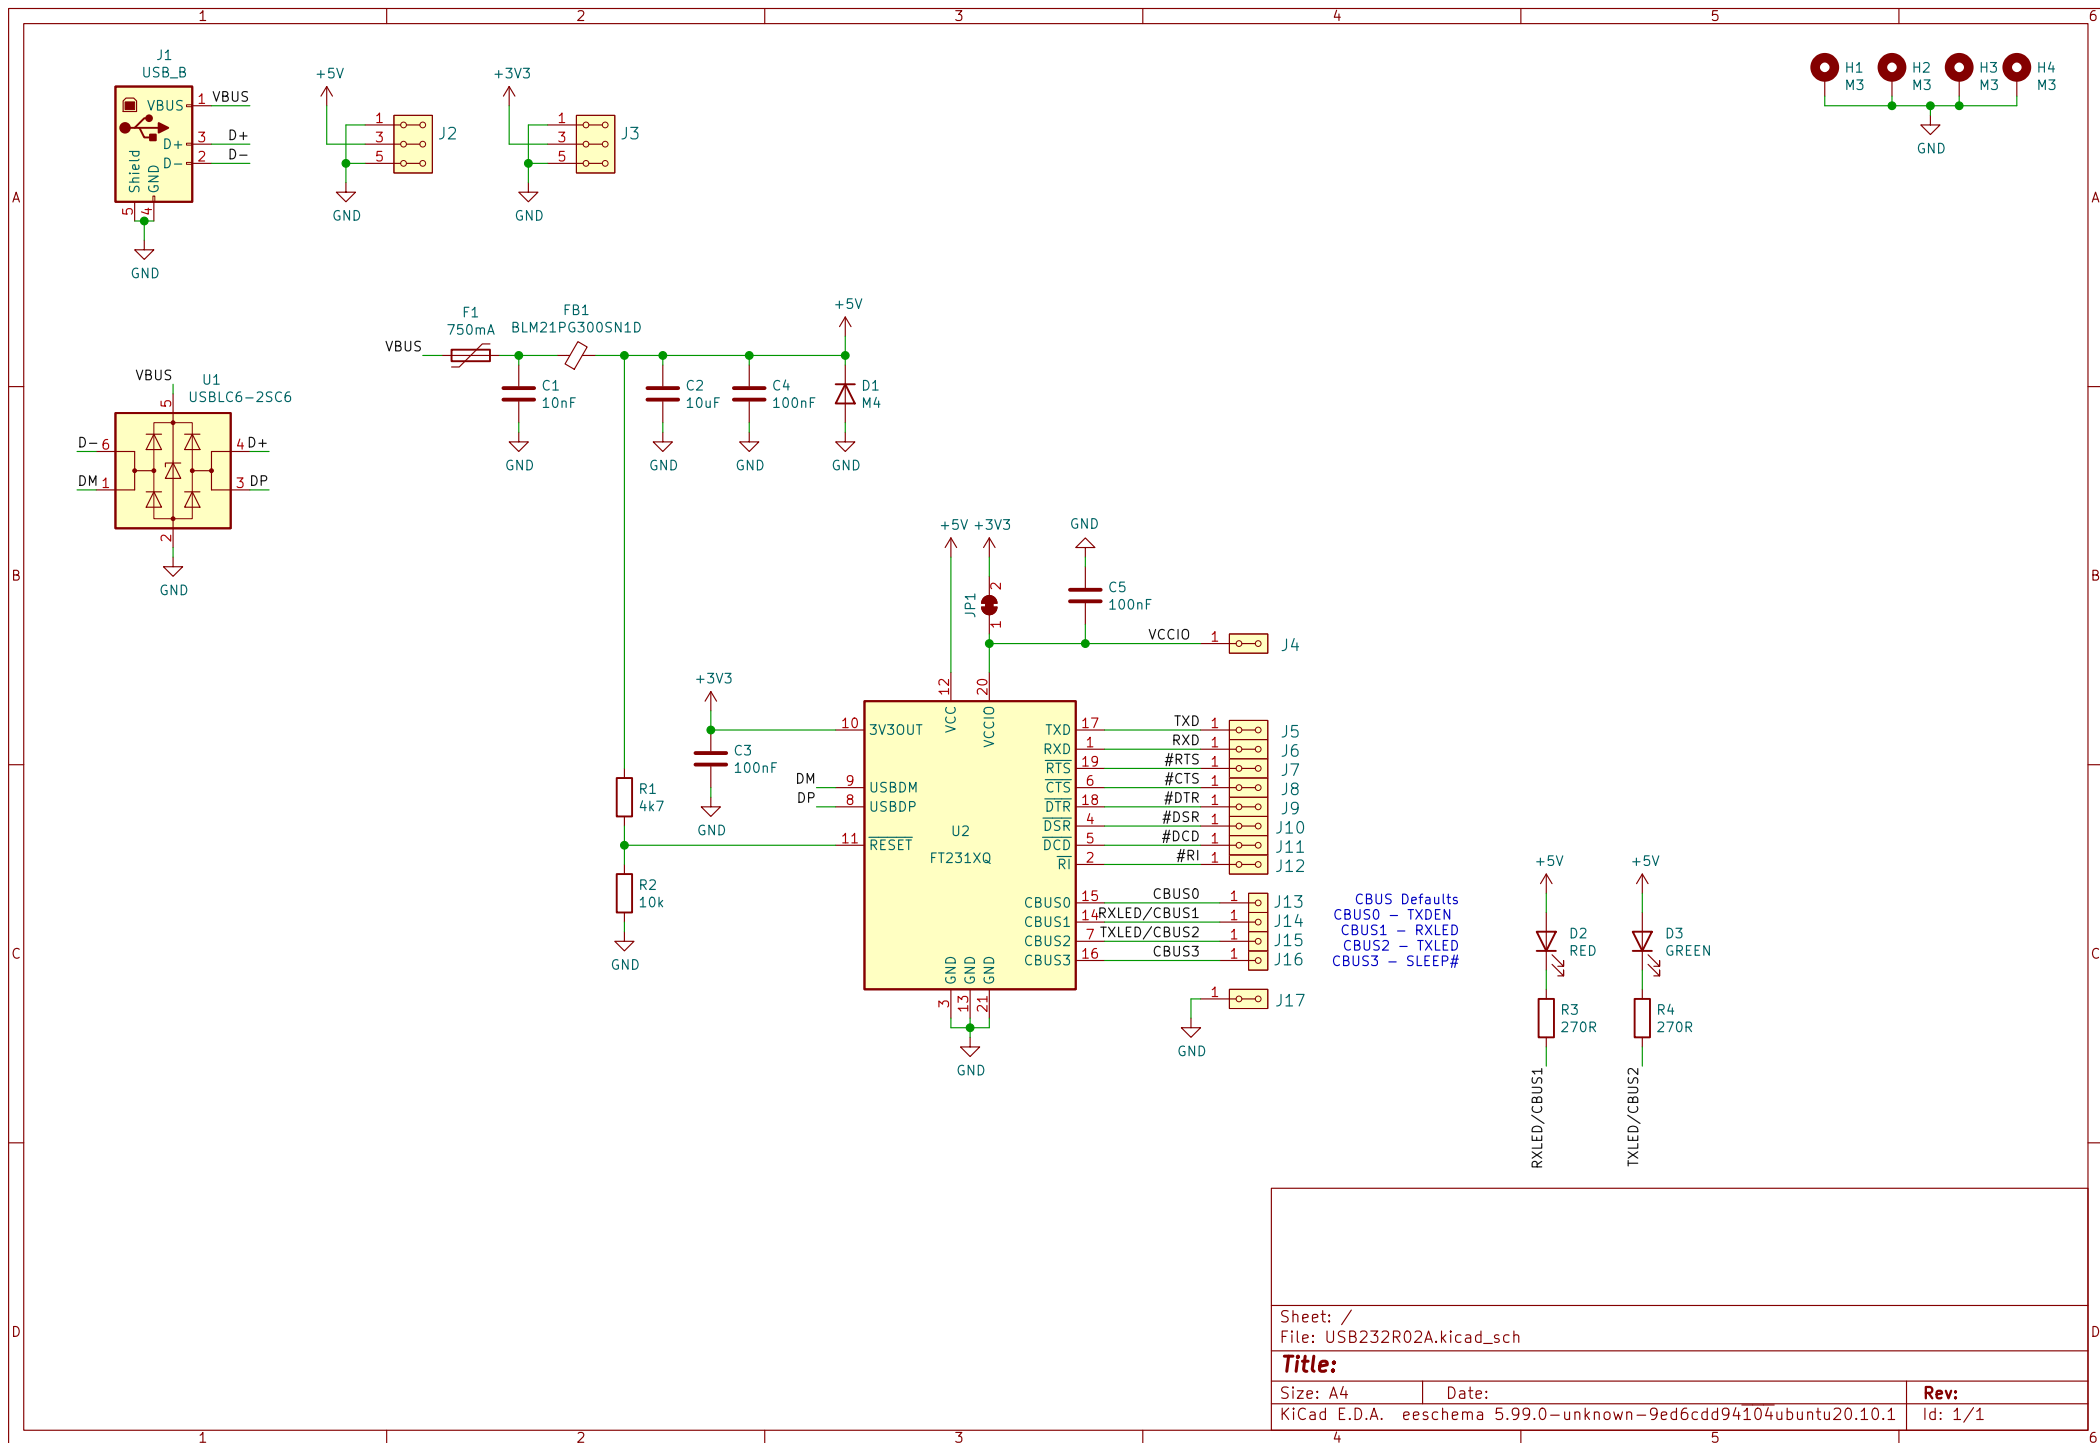 1 2 3 4 5 6
J1
USB_B
VBUS 1 VBUS
D+ 3 D+
D- 2 D-
Shield
GND
5 4
GND
+5V
1
3
5
J2
GND
+3V3
1
3
5
J3
GND
H1
M3
H2
M3
H3
M3
H4
M3
GND
A A
F1
750mA
VBUS
FB1
BLM21PG300SN1D
+5V
C1
10nF
GND
C2
10uF
GND
C4
100nF
GND
D1
M4
GND
VBUS
U1
USBLC6-2SC6
5
D- 6
4 D+
DM 1
3 DP
2
GND
B B
+5V +3V3
GND
JP1
2
1
C5
100nF
VCCIO 1 J4
+3V3
C3
100nF
GND
12 20
VCC
VCCIO
10 3V3OUT
DM 9 USBDM
DP 8 USBDP
11 RESET
U2
FT231XQ
R1
4k7
R2
10k
GND
TXD 17 TXD 1 J5
RXD 1 RXD 1 J6
RTS 19 #RTS 1 J7
CTS 6 #CTS 1 J8
DTR 18 #DTR 1 J9
DSR 4 #DSR 1 J10
DCD 5 #DCD 1 J11
RI 2 #RI 1 J12
CBUS0 15 CBUS0 1 J13
CBUS1 14 RXLED/CBUS1 1 J14
CBUS2 7 TXLED/CBUS2 1 J15
CBUS3 16 CBUS3 1 J16
GND GND GND
3 13 21
GND
1 J17
GND
CBUS Defaults
CBUS0 - TXDEN
CBUS1 - RXLED
CBUS2 - TXLED
CBUS3 - SLEEP#
+5V
D2
RED
R3
270R
RXLED/CBUS1
+5V
D3
GREEN
R4
270R
TXLED/CBUS2
C C
D D
Sheet: /
File: USB232R02A.kicad_sch
Title:
Size: A4 Date: Rev:
KiCad E.D.A. eeschema 5.99.0-unknown-9ed6cdd94104ubuntu20.10.1 Id: 1/1
1 2 3 4 5 6